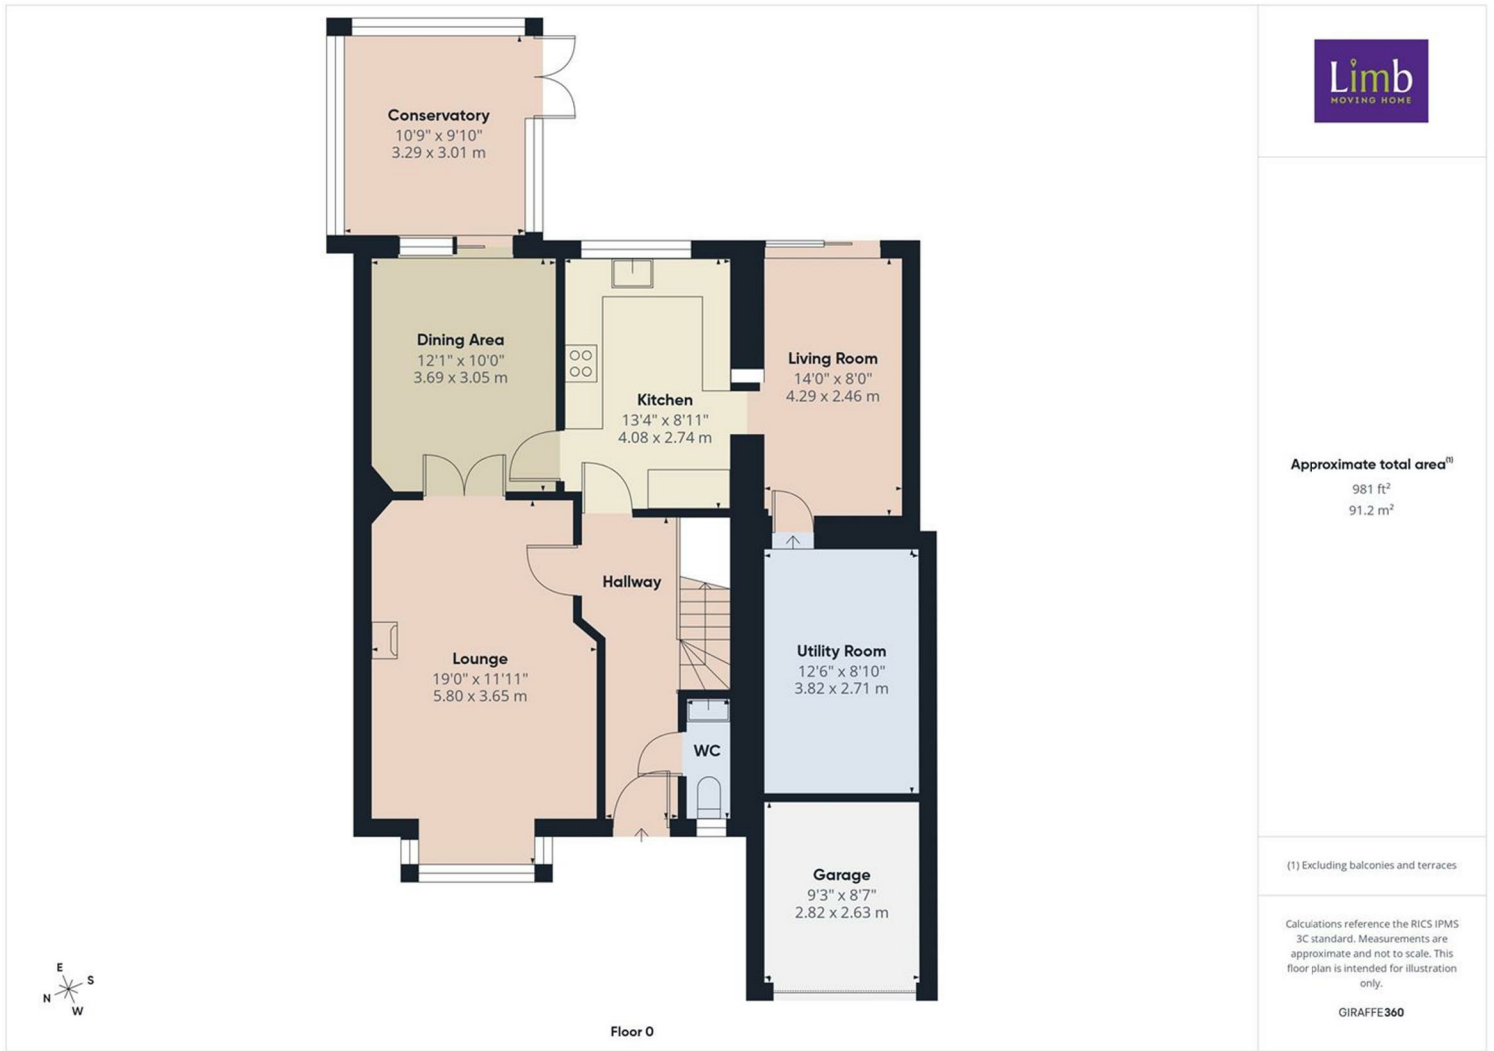 Conservatory
10'9" x 9'10"
3.29 x 3.01 m
Dining Area
12'1" x 10'0"
3.69 x 3.05 m
Kitchen
13'4" x 8'11"
4.08 x 2.74 m
Living Room
14'0" x 8'0"
4.29 x 2.46 m
Hallway
Lounge
19'0" x 11'11"
5.80 x 3.65 m
Utility Room
12'6" x 8'10"
3.82 x 2.71 m
WC
Garage
9'3" x 8'7"
2.82 x 2.63 m
E
S
N
W
Floor 0
Limb
MOVING HOME
Approximate total area(1)
981 ft²
91.2 m²
(1) Excluding balconies and terraces
Calculations reference the RICS IPMS
3C standard. Measurements are
approximate and not to scale. This
floor plan is intended for illustration
only.
GIRAFFE360